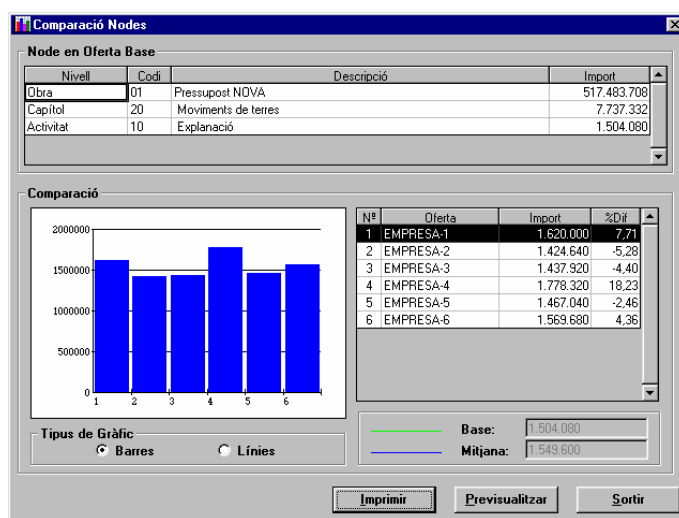 Comparació Nodes
Node en Oferta Base
Nivell Codi Descripció Import
Obra 01 Pressupost NOVA 517.483.708
Capítol 20 Moviments de terres 7.737.332
Activitat 10 Explanació 1.504.080
Comparació
2000000
1500000
1000000
500000
0
1 2 3 4 5 6
Nº Oferta Import %Dif
1 EMPRESA-1 1.620.000 7,71
2 EMPRESA-2 1.424.640 -5,28
3 EMPRESA-3 1.437.920 -4,40
4 EMPRESA-4 1.778.320 18,23
5 EMPRESA-5 1.467.040 -2,46
6 EMPRESA-6 1.569.680 4,36
Tipus de Gràfic
Barres Línies
Base: 1.504.080
Mitjana: 1.549.600
Imprimir Previsualitzar Sortir